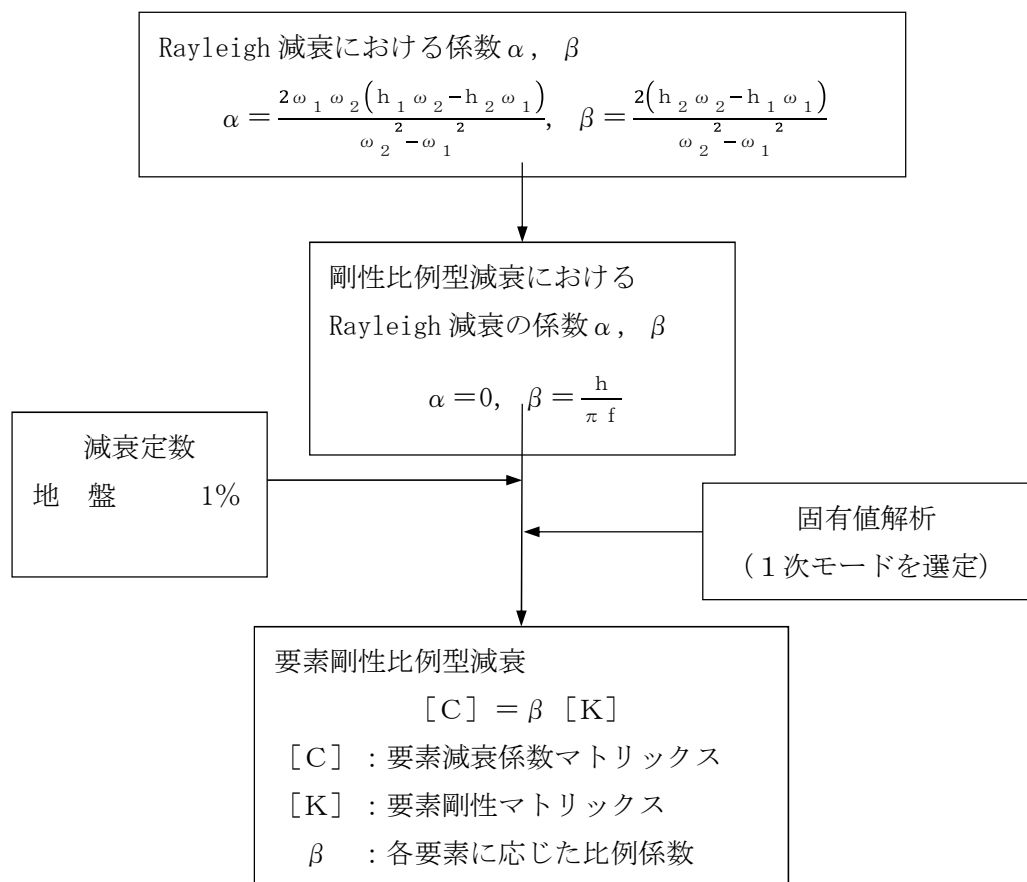 Rayleigh 減衰における係数α, β
α＝2ω1ω2(h1ω2−h2ω1)/(ω2²−ω1²), β＝2(h2ω2−h1ω1)/(ω2²−ω1²)
剛性比例型減衰における
Rayleigh 減衰の係数α, β
α＝0, β＝h/(πf)
減衰定数
地　盤　　1%
固有値解析
(１次モードを選定)
要素剛性比例型減衰
［Ｃ］＝β［Ｋ］
［Ｃ］：要素減衰係数マトリックス
［Ｋ］：要素剛性マトリックス
β　：各要素に応じた比例係数